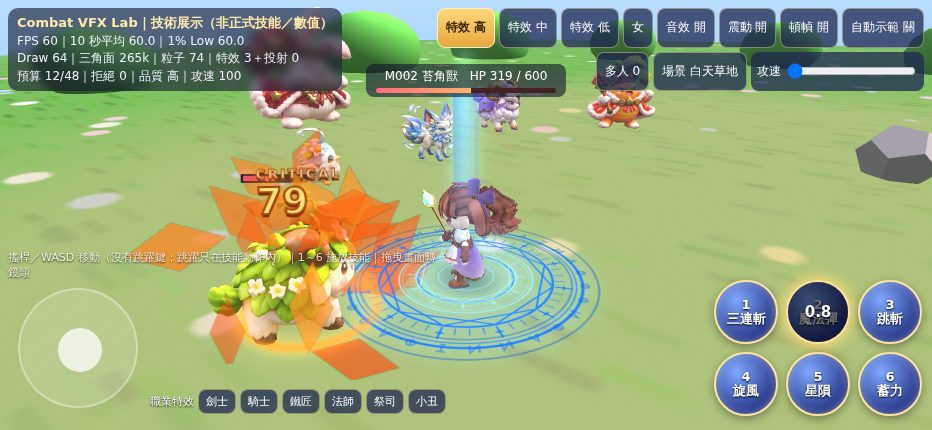 Combat VFX Lab｜技術展示（非正式技能／數值）
FPS 60｜10 秒平均 60.0｜1% Low 60.0
Draw 64｜三角面 265k｜粒子 74｜特效 3＋投射 0
預算 12/48｜拒絕 0｜品質 高｜攻速 100
特效 高
特效 中
特效 低
女
音效 開
震動 開
頓幀 開
自動示範 關
多人 0
場景 白天草地
攻速
M002 苔角獸 HP 319 / 600
CRITICAL
79
搖桿／WASD 移動（沒有跳躍鍵；跳躍只在技能動作內）｜1～6 施放技能｜拖曳畫面轉
鏡頭
1
三連斬
2
魔法彈
0.8
3
跳斬
4
旋風
5
星隕
6
蓄力
職業特效
劍士
騎士
鐵匠
法師
祭司
小丑